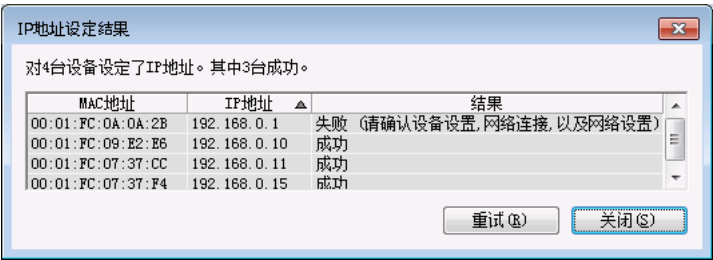 IP地址设定结果
对4台设备设定了IP地址。其中3台成功。
MAC地址 IP地址 结果
00:01:FC:0A:0A:2B 192.168.0.1 失败 (请确认设备设置,网络连接,以及网络设置)
00:01:FC:09:E2:E6 192.168.0.10 成功
00:01:FC:07:37:CC 192.168.0.11 成功
00:01:FC:07:37:F4 192.168.0.15 成功
重试(R) 关闭(S)